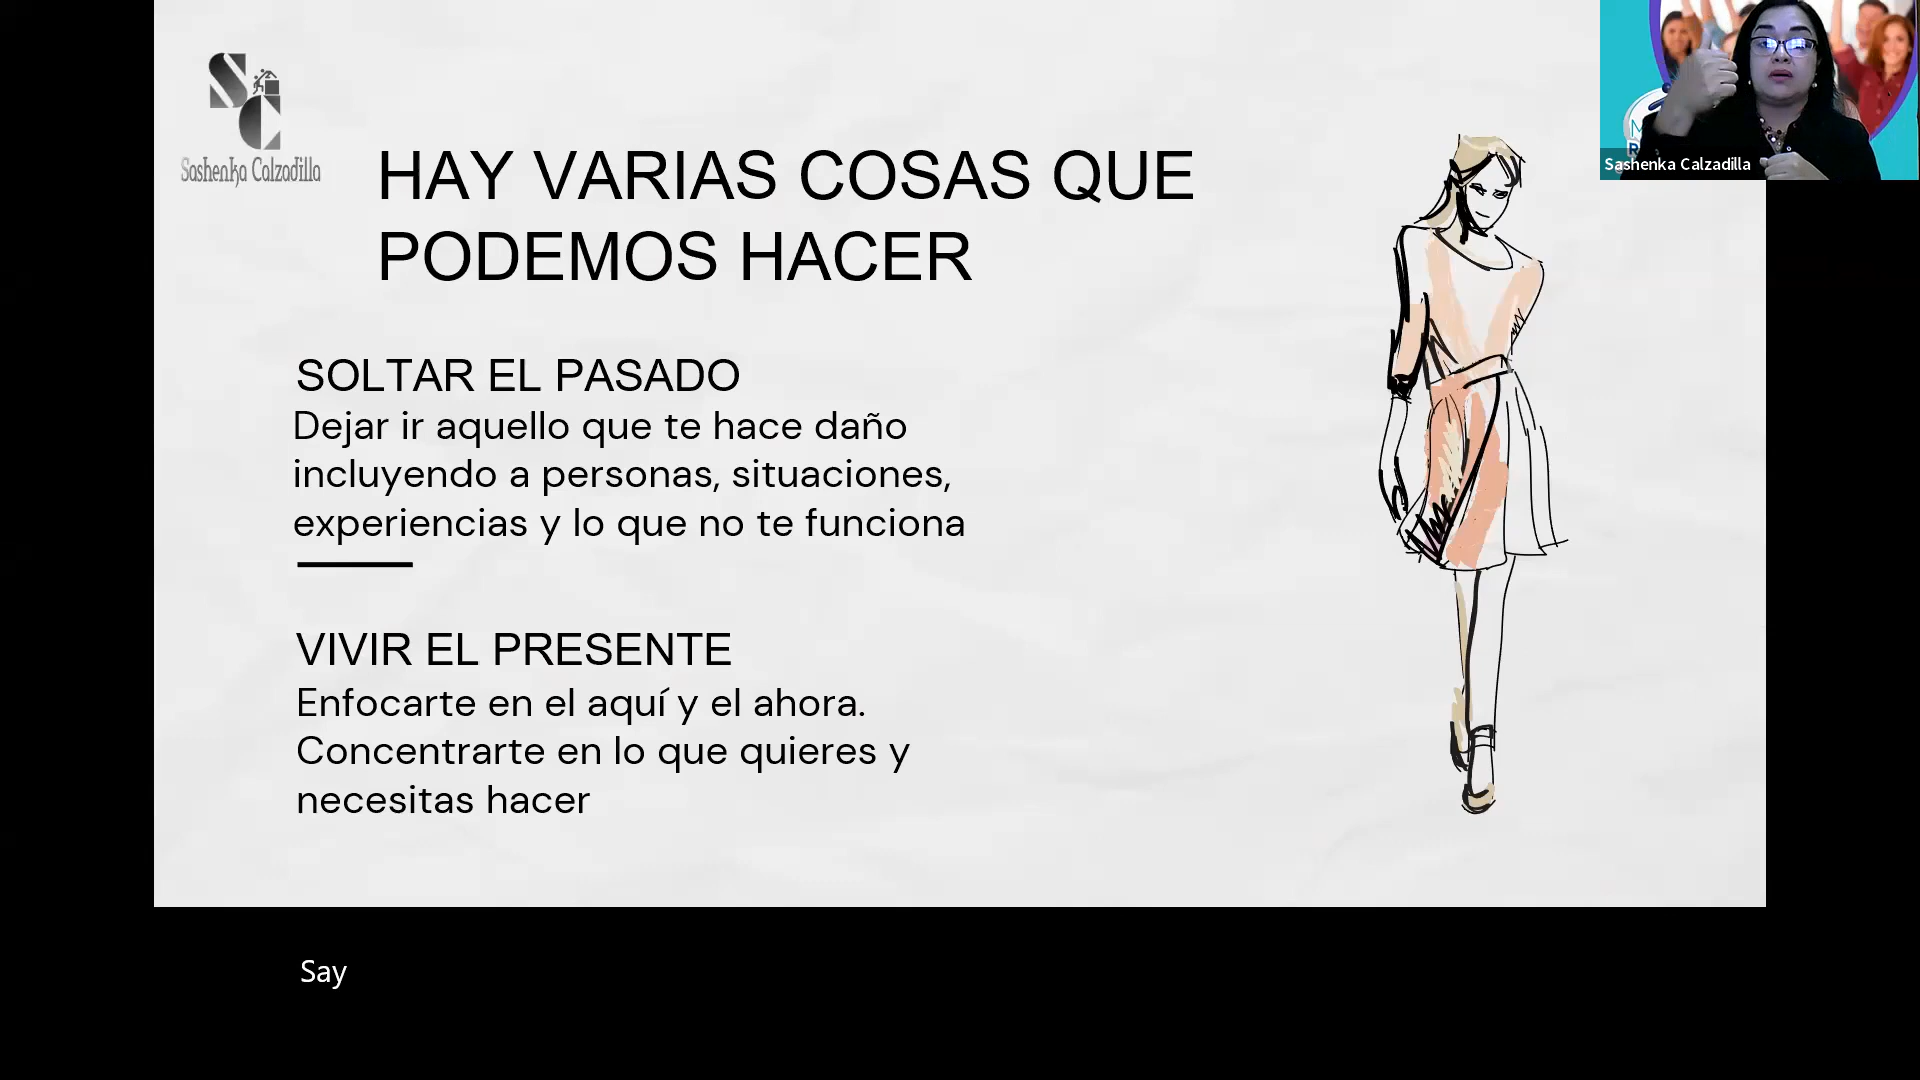 Sashenka Calzadilla
HAY VARIAS COSAS QUE
PODEMOS HACER
SOLTAR EL PASADO
Dejar ir aquello que te hace daño
incluyendo a personas, situaciones,
experiencias y lo que no te funciona
VIVIR EL PRESENTE
Enfocarte en el aquí y el ahora.
Concentrarte en lo que quieres y
necesitas hacer
Sashenka Calzadilla
Say